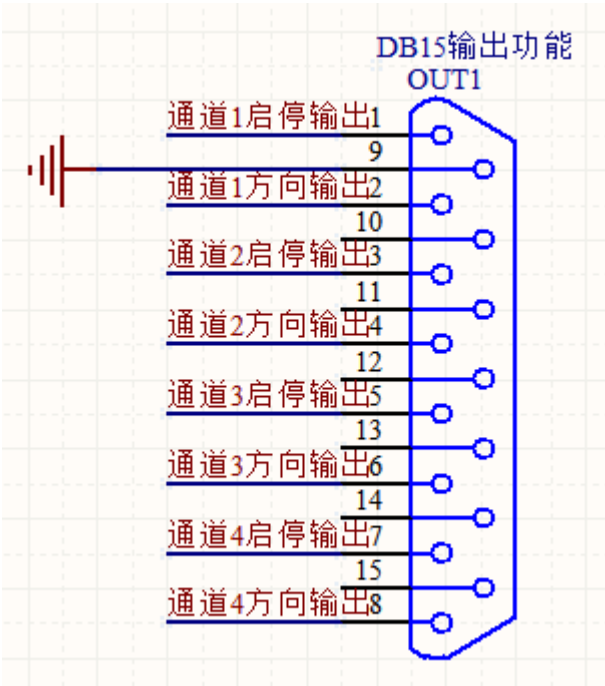 DB15输出功能
OUT1
通道1启停输出1
9
通道1方向输出2
10
通道2启停输出3
11
通道2方向输出4
12
通道3启停输出5
13
通道3方向输出6
14
通道4启停输出7
15
通道4方向输出8